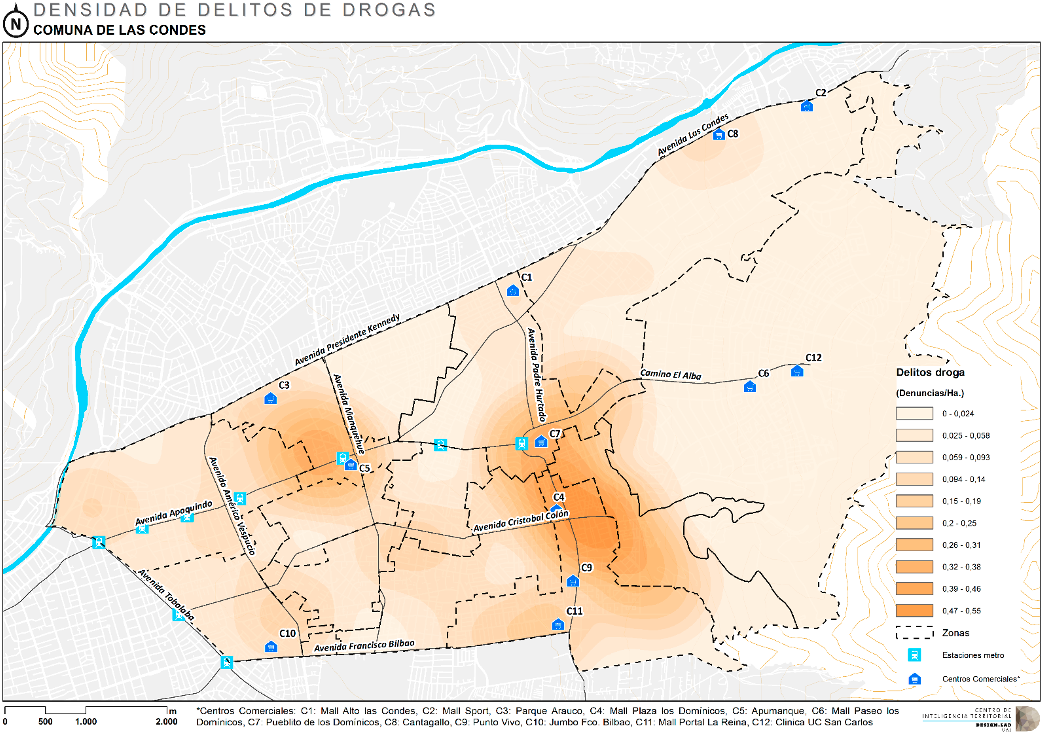 DENSIDAD DE DELITOS DE DROGAS
N
COMUNA DE LAS CONDES
C2
Avenida Las Condes
C8
C1
Avenida Presidente Kennedy
Avenida Padre Hurtado
C12
Camino El Alba
C6
C3
Avenida Manquehue
C7
C5
Avenida Américo Vespucio
C4
Avenida Apoquindo
Avenida Cristobal Colón
C9
Avenida Tobalaba
C11
C10
Avenida Francisco Bilbao
Delitos droga
(Denuncias/Ha.)
0 - 0,024
0,025 - 0,058
0,059 - 0,093
0,094 - 0,14
0,15 - 0,19
0,2 - 0,25
0,26 - 0,31
0,32 - 0,38
0,39 - 0,46
0,47 - 0,55
Zonas
Estaciones metro
Centros Comerciales*
m
0 500 1.000 2.000
*Centros Comerciales: C1: Mall Alto las Condes, C2: Mall Sport, C3: Parque Arauco, C4: Mall Plaza los Domínicos, C5: Apumanque, C6: Mall Paseo los
Domínicos, C7: Pueblito de los Domínicos, C8: Cantagallo, C9: Punto Vivo, C10: Jumbo Fco. Bilbao, C11: Mall Portal La Reina, C12: Clinica UC San Carlos
CENTRO DE
INTELIGENCIA TERRITORIAL
DESIGN LAB
UAI